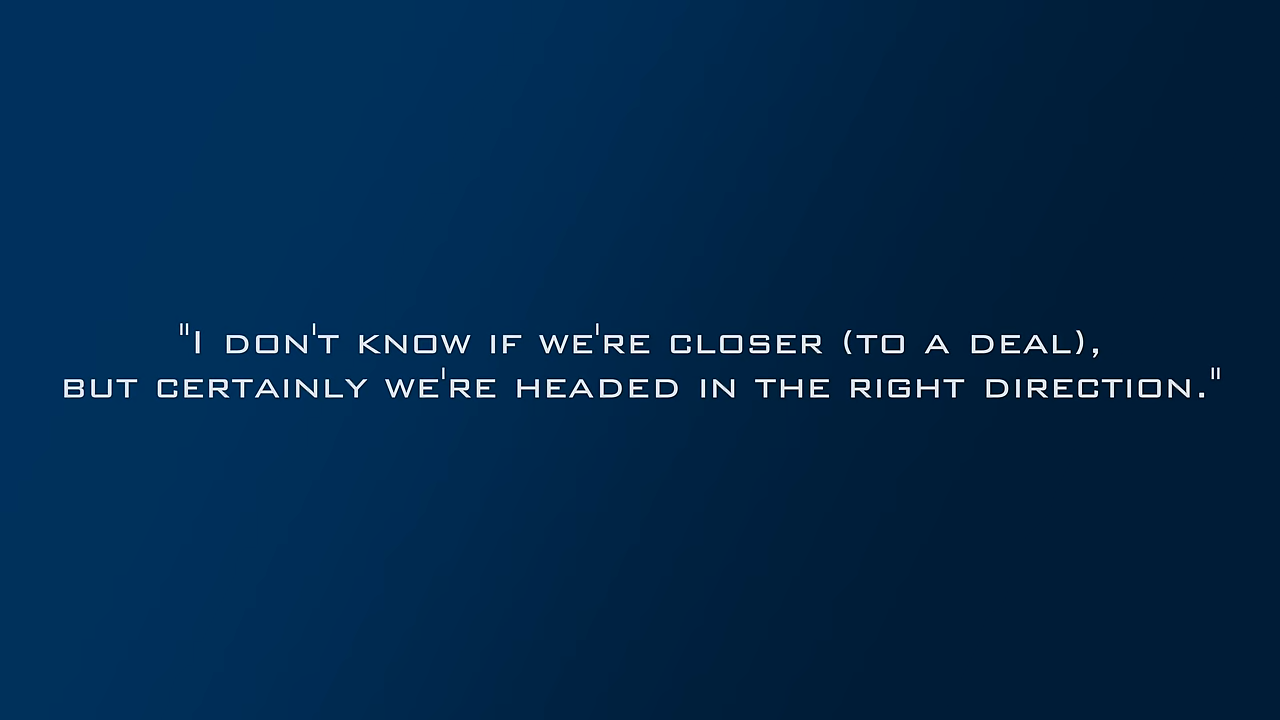 "I DON'T KNOW IF WE'RE CLOSER (TO A DEAL),
BUT CERTAINLY WE'RE HEADED IN THE RIGHT DIRECTION."